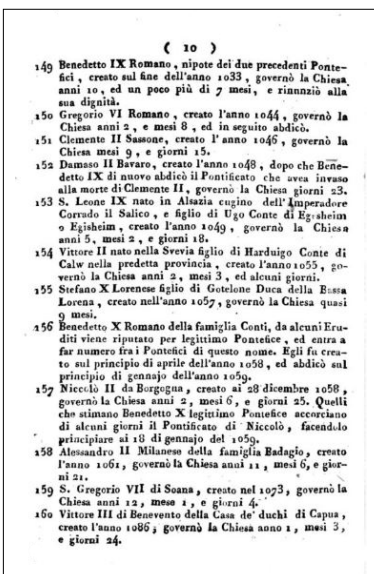 ( 10 )
149 Benedetto IX Romano, nipote dei due precedenti Ponte-
fici, creato sul fine dell'anno 1033, governò la Chiesa
anni 10, ed un poco più di 7 mesi, e rinunziò alla
sua dignità.
150 Gregorio VI Romano, creato l'anno 1044, governò la
Chiesa anni 2, e mesi 8, ed in seguito abdicò.
151 Clemente II Sassone, creato l' anno 1046, governò la
Chiesa mesi 9, e giorni 15.
152 Damaso II Bavaro, creato l'anno 1048, dopo che Bene-
detto IX di nuovo abdicò il Pontificato che avea invaso
alla morte di Clemente II, governò la Chiesa giorni 23.
153 S. Leone IX nato in Alsazia cugino dell'Imperadore
Corrado il Salico, e figlio di Ugo Conte di Egesheim
o Egisheim, creato l'anno 1049, governò la Chiesa
anni 5, mesi 2, e giorni 18.
154 Vittore II nato nella Svevia figlio di Harduigo Conte di
Calw nella predetta provincia, creato l'anno 1055, go-
vernò la Chiesa anni 2, mesi 3, ed alcuni giorni.
155 Stefano X Lorenese figlio di Gotelone Duca della Bassa
Lorena, creato nell'anno 1057, governò la Chiesa quasi
9 mesi.
156 Benedetto X Romano della famiglia Conti, da alcuni Eru-
diti viene riputato per legittimo Pontefice, ed entra a
far numero fra i Pontefici di questo nome. Egli fu crea-
to sul principio di aprile dell'anno 1058, ed abdicò sul
principio di gennajo dell'anno 1059.
157 Niccolò II da Borgogna, creato ai 28 dicembre 1058,
governò la Chiesa anni 2, mesi 6, e giorni 25. Quelli
che stimano Benedetto X legittimo Pontefice accorciano
di alcuni giorni il Pontificato di Niccolò, facendolo
principiare ai 18 di gennajo del 1059.
158 Alessandro II Milanese della famiglia Badagio, creato
l'anno 1061, governò la Chiesa anni 11, mesi 6, e gior-
ni 21.
159 S. Gregorio VII di Soana, creato nel 1073, governò la
Chiesa anni 12, mese 1, e giorni 4.
160 Vittore III di Benevento della Casa de' duchi di Capua,
creato l'anno 1086, governò la Chiesa anno 1, mesi 3,
e giorni 24.